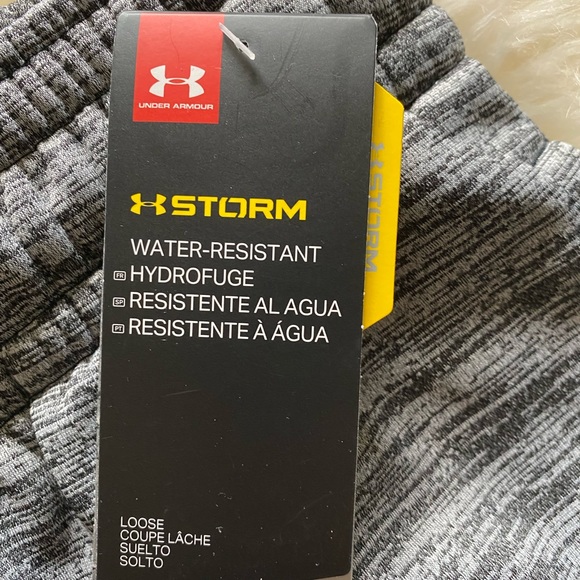 UNDER ARMOUR
STORM
WATER-RESISTANT
FR HYDROFUGE
SP RESISTENTE AL AGUA
PT RESISTENTE À ÁGUA
LOOSE
COUPE LÂCHE
SUELTO
SOLTO
STORM